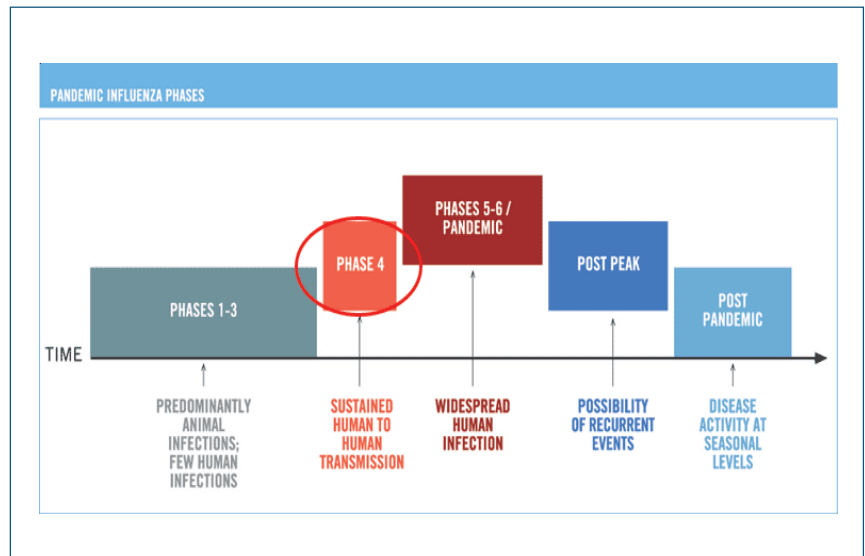 PANDEMIC INFLUENZA PHASES
PHASES 5-6 /
PANDEMIC
PHASE 4
POST PEAK
PHASES 1-3
POST
PANDEMIC
TIME
PREDOMINANTLY
ANIMAL
INFECTIONS;
FEW HUMAN
INFECTIONS
SUSTAINED
HUMAN TO
HUMAN
TRANSMISSION
WIDESPREAD
HUMAN
INFECTION
POSSIBILITY
OF RECURRENT
EVENTS
DISEASE
ACTIVITY AT
SEASONAL
LEVELS